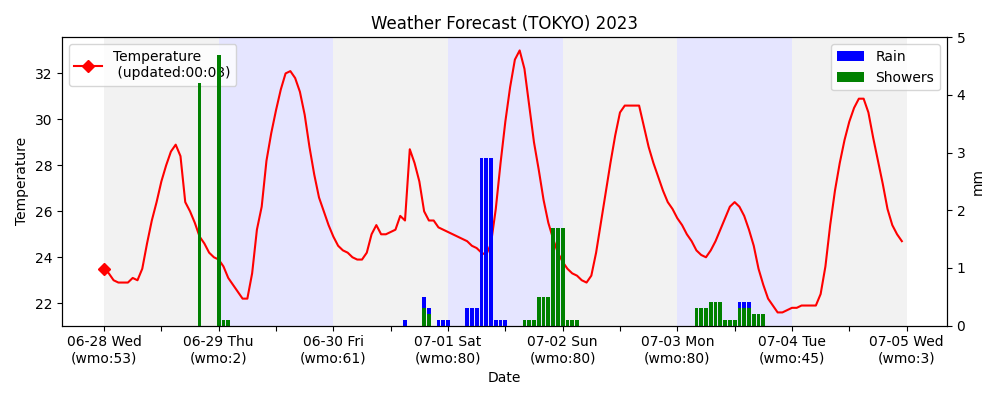 Weather Forecast (TOKYO) 2023
Temperature
(updated:00:03)
Rain
Showers
Temperature
32
30
28
26
24
22
5
4
3
2
1
0
mm
06-28 Wed
(wmo:53)
06-29 Thu
(wmo:2)
06-30 Fri
(wmo:61)
07-01 Sat
(wmo:80)
07-02 Sun
(wmo:80)
07-03 Mon
(wmo:80)
07-04 Tue
(wmo:45)
07-05 Wed
(wmo:3)
Date